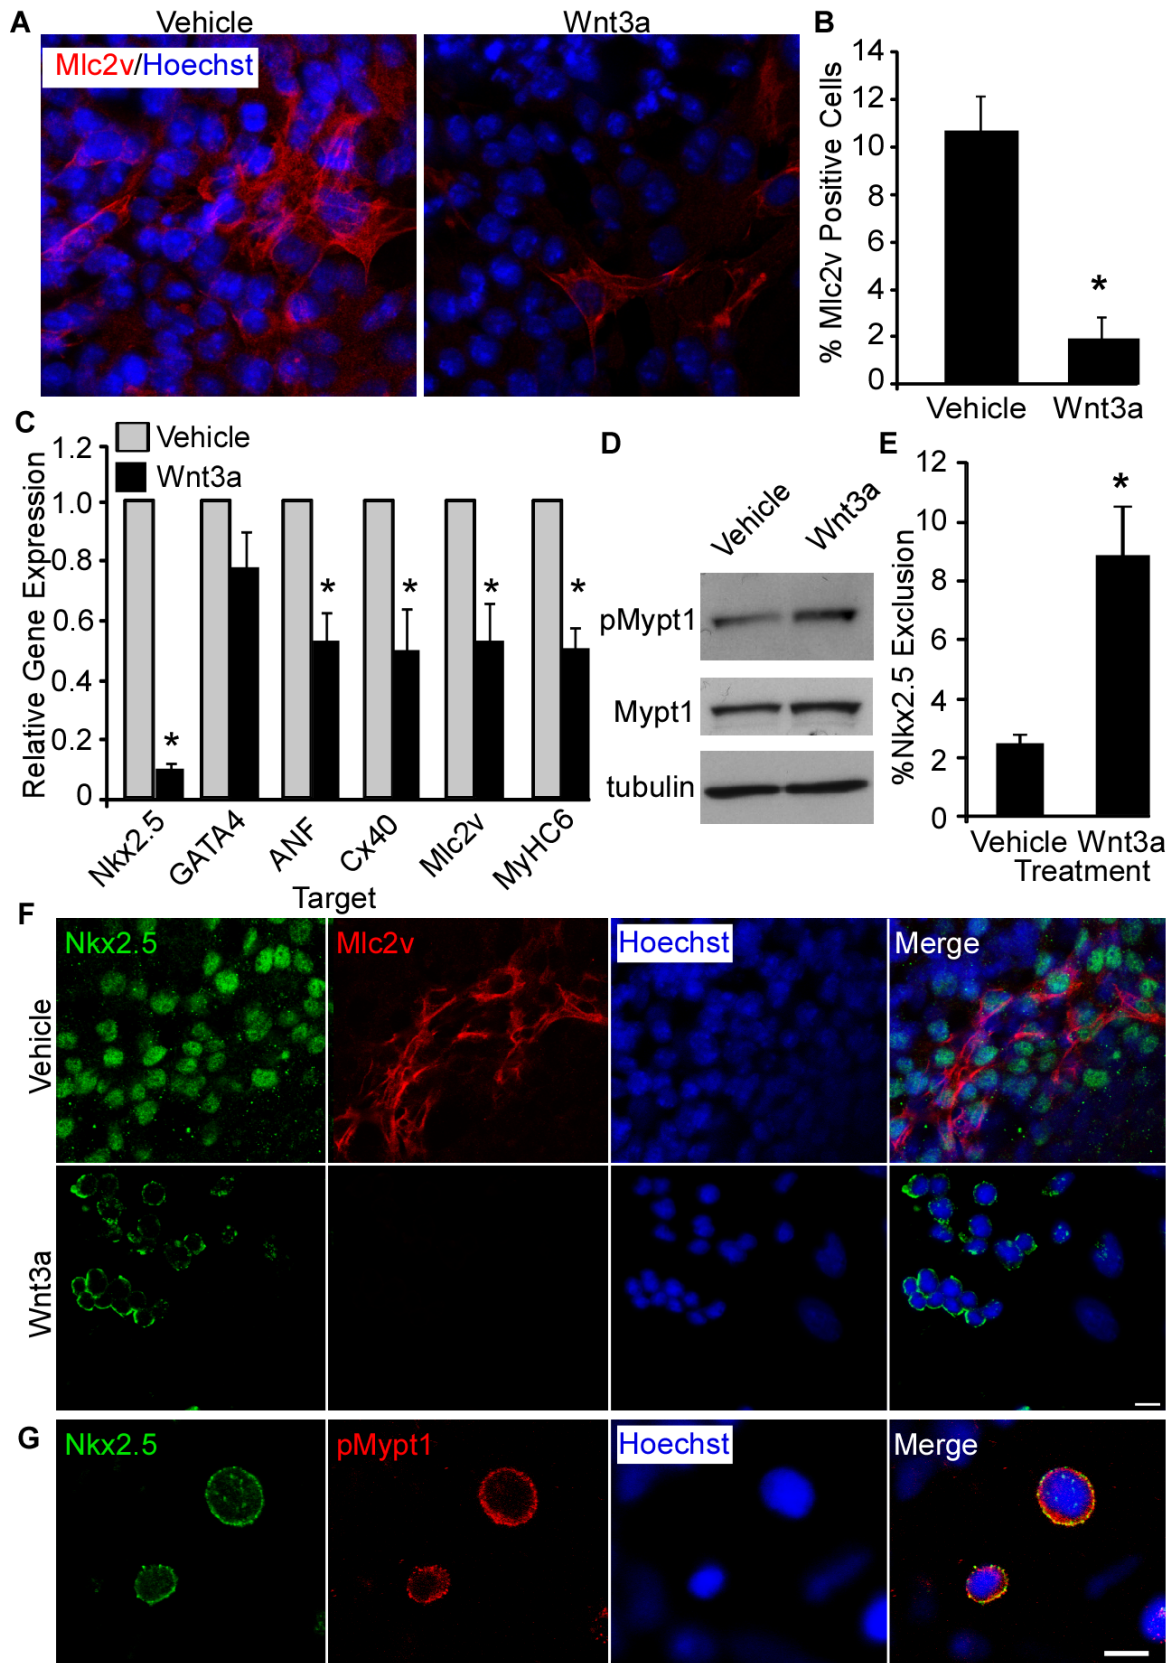 A
Vehicle
Wnt3a
Mlc2v/Hoechst
B
% Mlc2v Positive Cells
14
12
10
8
6
4
2
0
Vehicle
Wnt3a
*
C
Vehicle
Wnt3a
Relative Gene Expression
1.2
1.0
0.8
0.6
0.4
0.2
0
*
*
*
*
*
Nkx2.5
GATA4
ANF
Cx40
Mlc2v
MyHC6
Target
D
Vehicle
Wnt3a
pMypt1
Mypt1
tubulin
E
%Nkx2.5 Exclusion
12
10
8
6
4
2
0
*
Vehicle
Wnt3a
Treatment
F
Nkx2.5
Mlc2v
Hoechst
Merge
Vehicle
Wnt3a
G
Nkx2.5
pMypt1
Hoechst
Merge